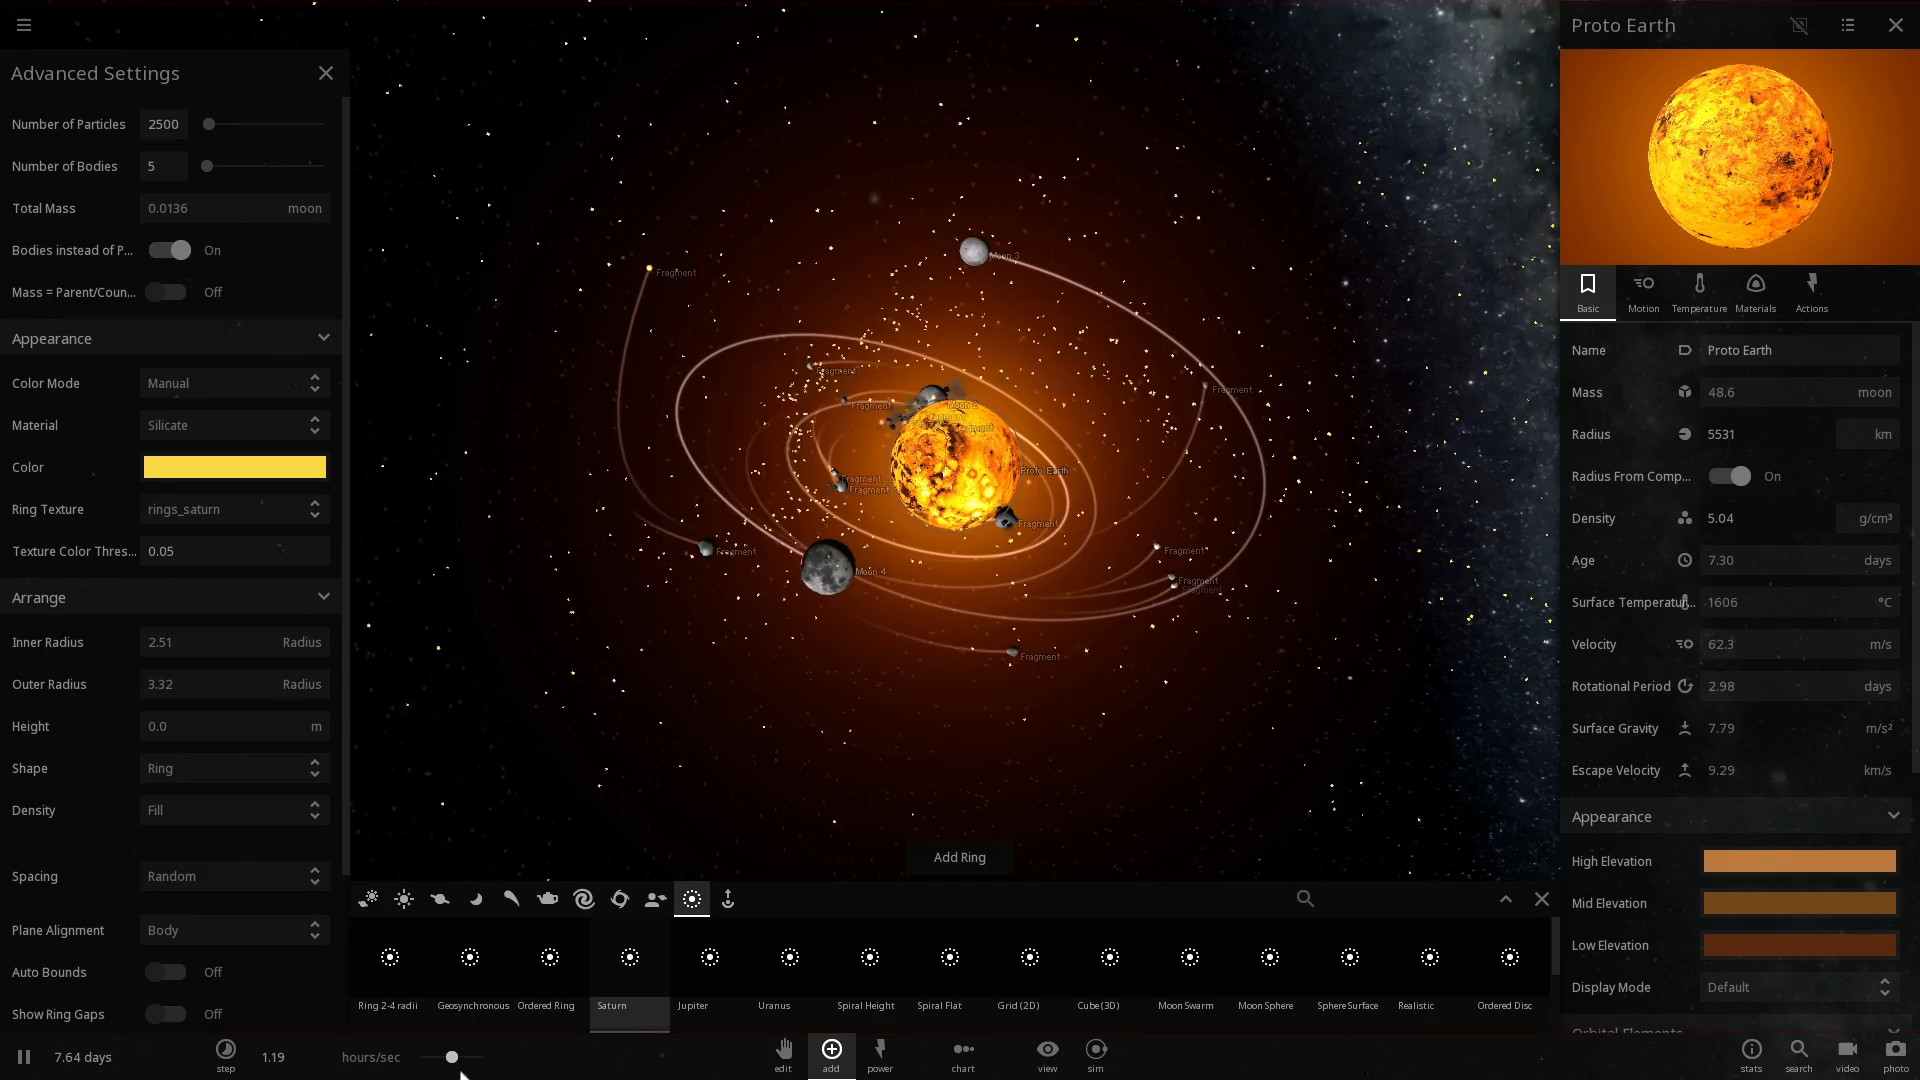 Advanced Settings
Number of Particles 2500
Number of Bodies 5
Total Mass 0.0136 moon
Bodies instead of P... On
Mass = Parent/Coun... Off
Appearance
Color Mode Manual
Material Silicate
Color
Ring Texture rings_saturn
Texture Color Thres... 0.05
Arrange
Inner Radius 2.51 Radius
Outer Radius 3.32 Radius
Height 0.0 m
Shape Ring
Density Fill
Spacing Random
Plane Alignment Body
Auto Bounds Off
Show Ring Gaps Off
Moon 3
Fragment
Fragment
Fragment
Fragment
Moon 2
Fragment
Fragment
Proto Earth
Fragment
Fragment
Fragment
Fragment
Fragment
Moon 4
Fragment
Fragment
Fragment
Add Ring
Ring 2-4 radii
Geosynchronous
Ordered Ring
Saturn
Jupiter
Uranus
Spiral Height
Spiral Flat
Grid (2D)
Cube (3D)
Moon Swarm
Moon Sphere
Sphere Surface
Realistic
Ordered Disc
Proto Earth
Basic
Motion
Temperature
Materials
Actions
Name Proto Earth
Mass 48.6 moon
Radius 5531 km
Radius From Comp... On
Density 5.04 g/cm³
Age 7.30 days
Surface Temperatur... 1606 °C
Velocity 62.3 m/s
Rotational Period 2.98 days
Surface Gravity 7.79 m/s²
Escape Velocity 9.29 km/s
Appearance
High Elevation
Mid Elevation
Low Elevation
Display Mode Default
Orbital Elements
7.64 days
step
1.19 hours/sec
edit
add
power
chart
view
sim
stats
search
video
photo